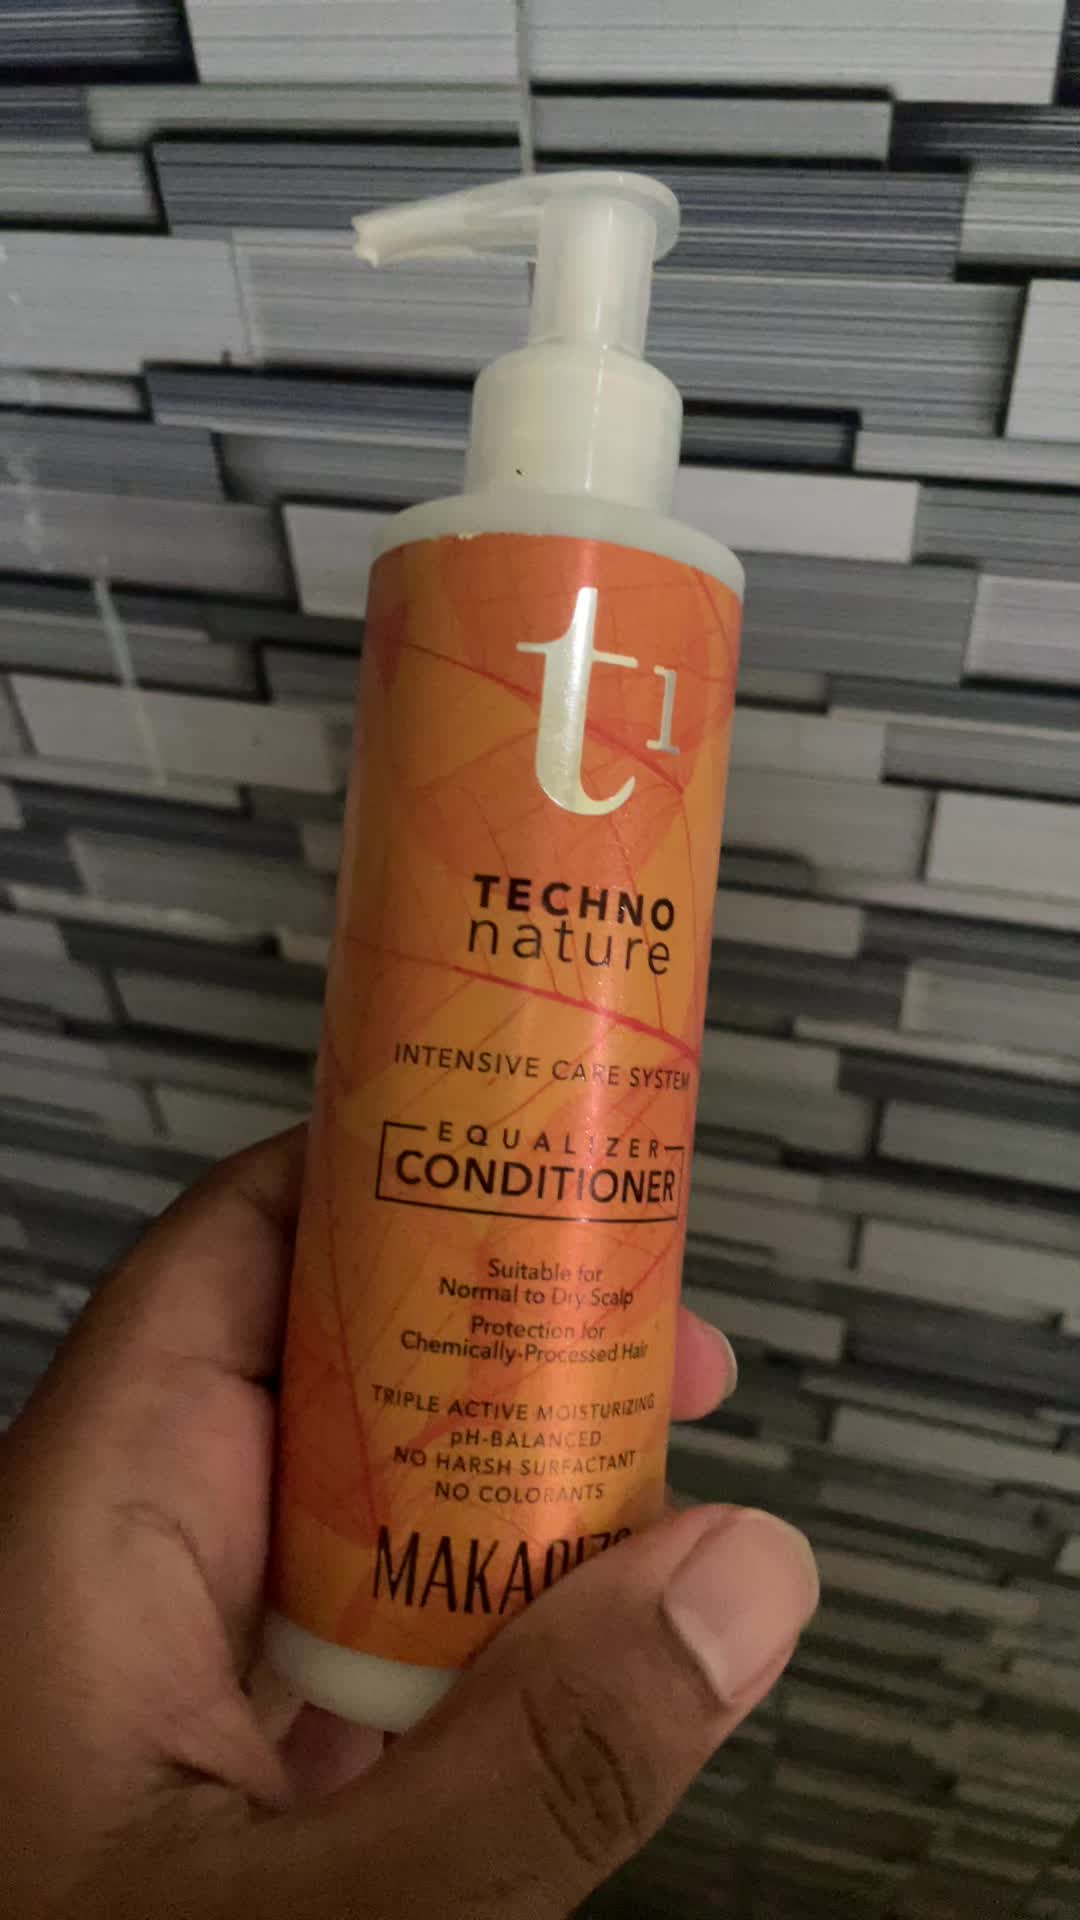 t1
TECHNO
nature
INTENSIVE CARE SYSTEM
EQUALIZER
CONDITIONER
Suitable for
Normal to Dry Scalp
Protection for
Chemically-Processed Hair
TRIPLE ACTIVE MOISTURIZING
pH-BALANCED
NO HARSH SURFACTANT
NO COLORANTS